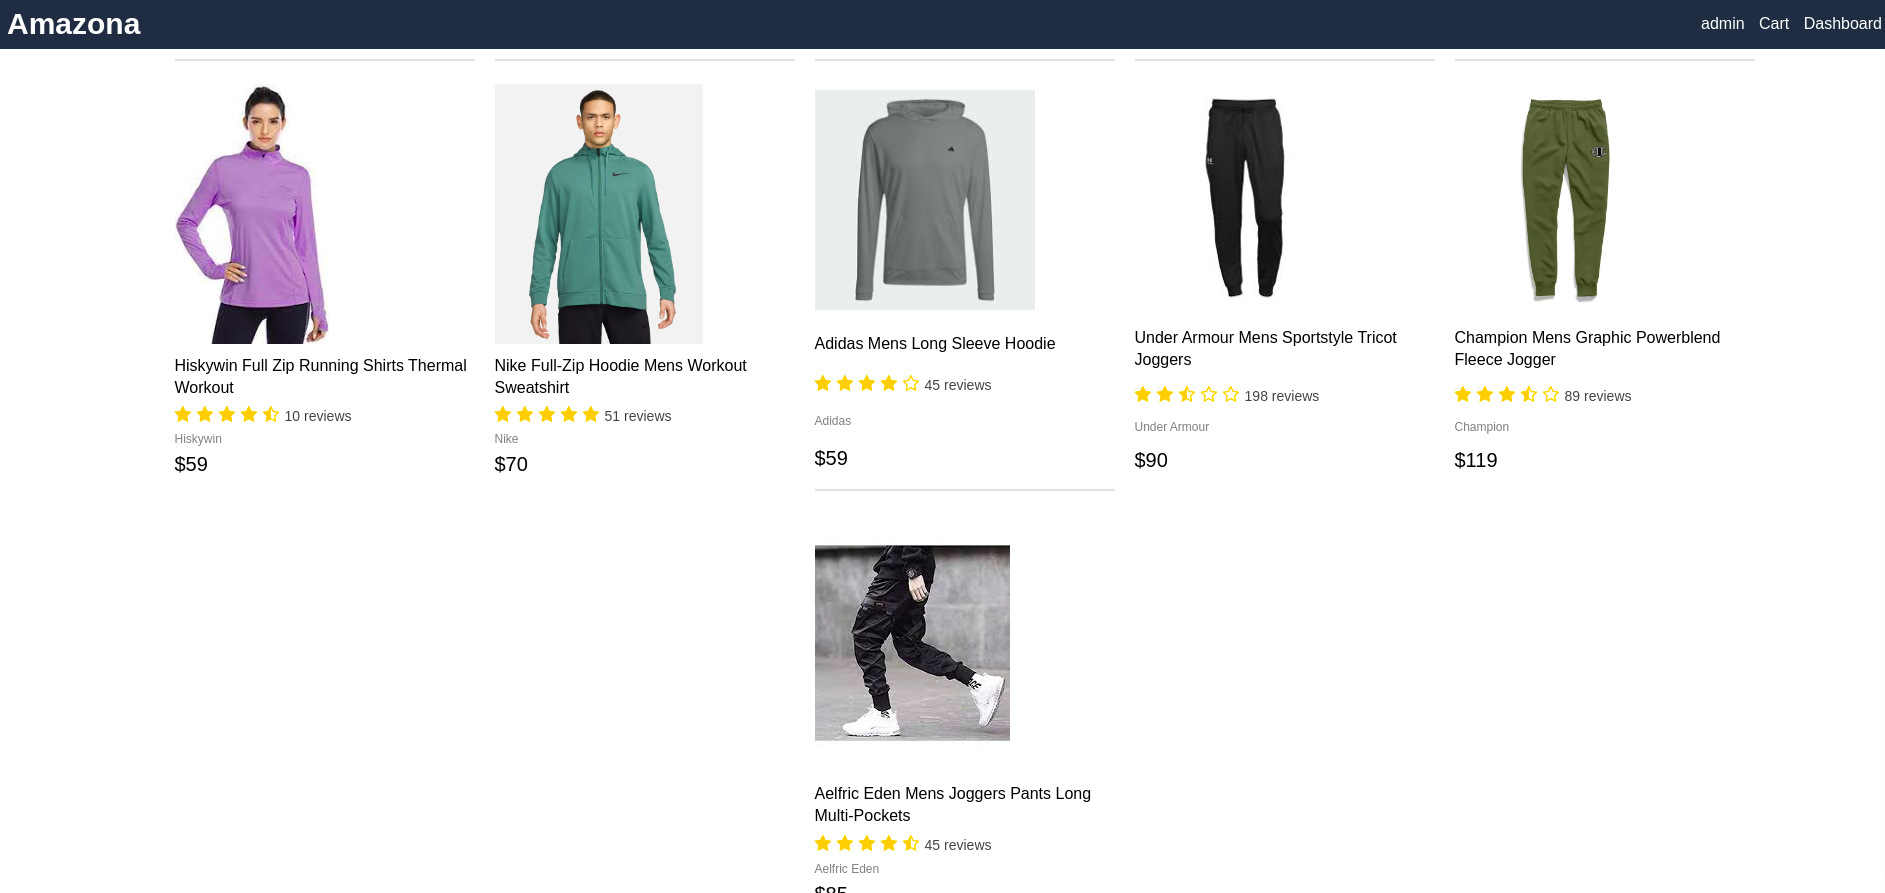 Amazona
admin Cart Dashboard
Hiskywin Full Zip Running Shirts Thermal
Workout
10 reviews
Hiskywin
$59
Nike Full-Zip Hoodie Mens Workout
Sweatshirt
51 reviews
Nike
$70
Adidas Mens Long Sleeve Hoodie
45 reviews
Adidas
$59
Under Armour Mens Sportstyle Tricot
Joggers
198 reviews
Under Armour
$90
Champion Mens Graphic Powerblend
Fleece Jogger
89 reviews
Champion
$119
Aelfric Eden Mens Joggers Pants Long
Multi-Pockets
45 reviews
Aelfric Eden
$85